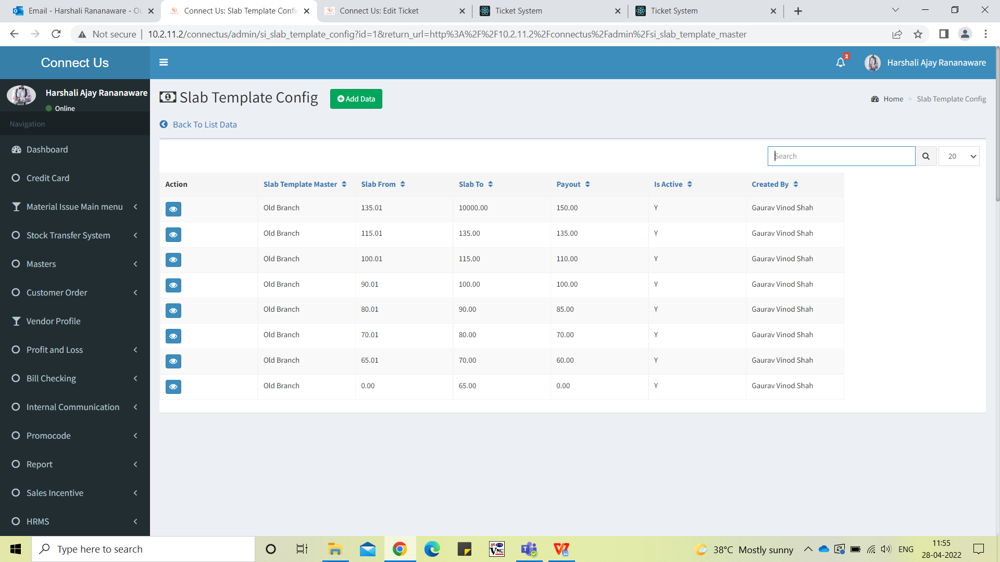 Email - Harshali Rananaware - Ou
Connect Us: Slab Template Config
Connect Us: Edit Ticket
Ticket System
Ticket System
Not secure
10.2.11.2/connectus/admin/si_slab_template_config?id=1&return_url=http%3A%2F%2F10.2.11.2%2Fconnectus%2Fadmin%2Fsi_slab_template_master
Connect Us
2
Harshali Ajay Rananaware
Harshali Ajay Rananaware
Online
Navigation
Dashboard
Credit Card
Material Issue Main menu
Stock Transfer System
Masters
Customer Order
Vendor Profile
Profit and Loss
Bill Checking
Internal Communication
Promocode
Report
Sales Incentive
HRMS
Slab Template Config
Add Data
Home > Slab Template Config
Back To List Data
Search
20
Action Slab Template Master Slab From Slab To Payout Is Active Created By
Old Branch 135.01 10000.00 150.00 Y Gaurav Vinod Shah
Old Branch 115.01 135.00 135.00 Y Gaurav Vinod Shah
Old Branch 100.01 115.00 110.00 Y Gaurav Vinod Shah
Old Branch 90.01 100.00 100.00 Y Gaurav Vinod Shah
Old Branch 80.01 90.00 85.00 Y Gaurav Vinod Shah
Old Branch 70.01 80.00 70.00 Y Gaurav Vinod Shah
Old Branch 65.01 70.00 60.00 Y Gaurav Vinod Shah
Old Branch 0.00 65.00 0.00 Y Gaurav Vinod Shah
Type here to search
38°C Mostly sunny
ENG
11:55
28-04-2022